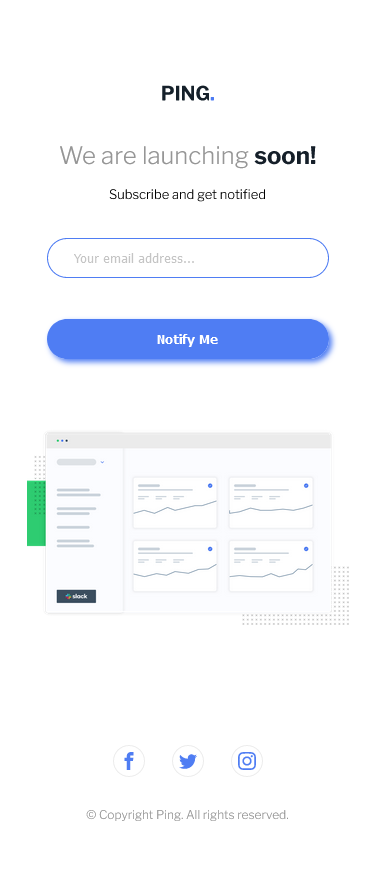 PING.
We are launching soon!
Subscribe and get notified
Your email address...
Notify Me
slack
© Copyright Ping. All rights reserved.